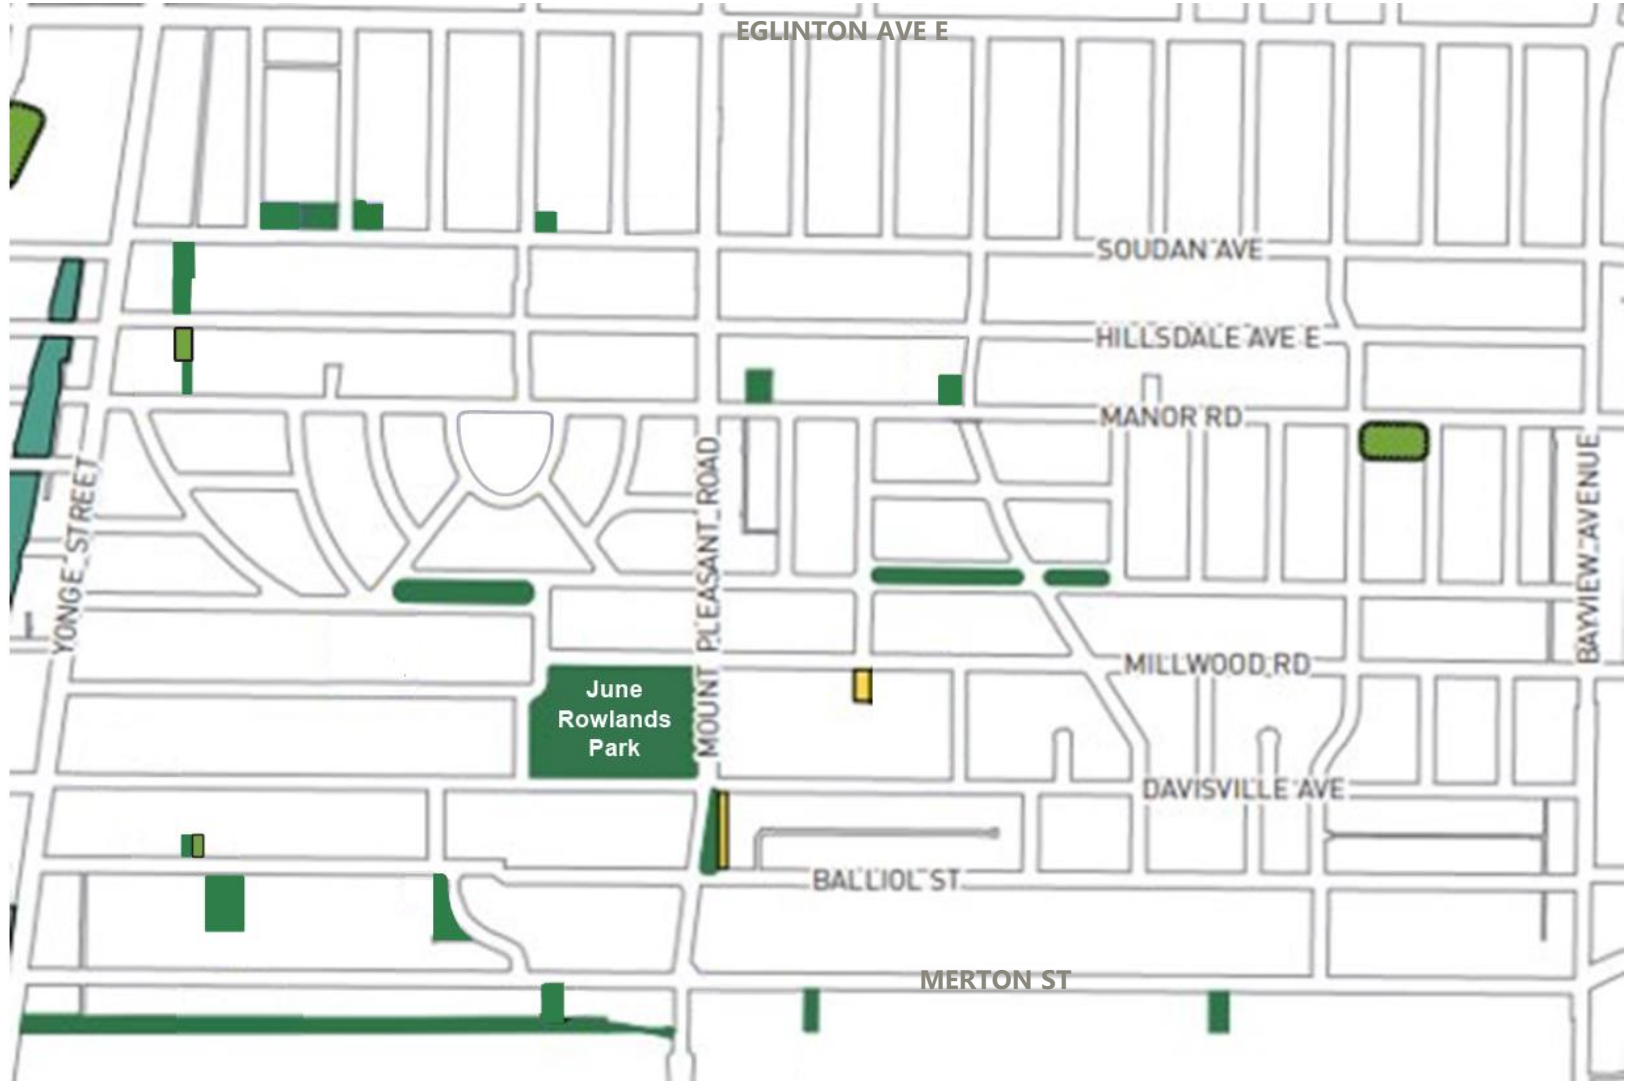 EGLINTON AVE E
SOUDAN AVE
HILLSDALE AVE E
MANOR RD
YONGE STREET
MOUNT PLEASANT ROAD
BAYVIEW AVENUE
MILLWOOD RD
June
Rowlands
Park
DAVISVILLE AVE
BALLIOL ST
MERTON ST